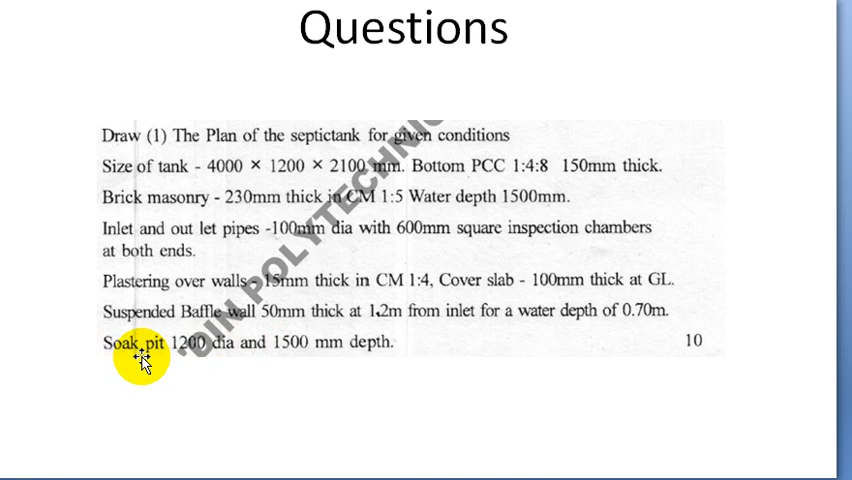 Questions
Draw (1) The Plan of the septictank for given conditions
Size of tank - 4000 × 1200 × 2100 mm. Bottom PCC 1:4:8 150mm thick.
Brick masonry - 230mm thick in CM 1:5 Water depth 1500mm.
Inlet and out let pipes -100mm dia with 600mm square inspection chambers
at both ends.
Plastering over walls - 15mm thick in CM 1:4, Cover slab - 100mm thick at GL.
Suspended Baffle wall 50mm thick at 1.2m from inlet for a water depth of 0.70m.
Soak pit 1200 dia and 1500 mm depth. 10
DIN POLYTECHNIC